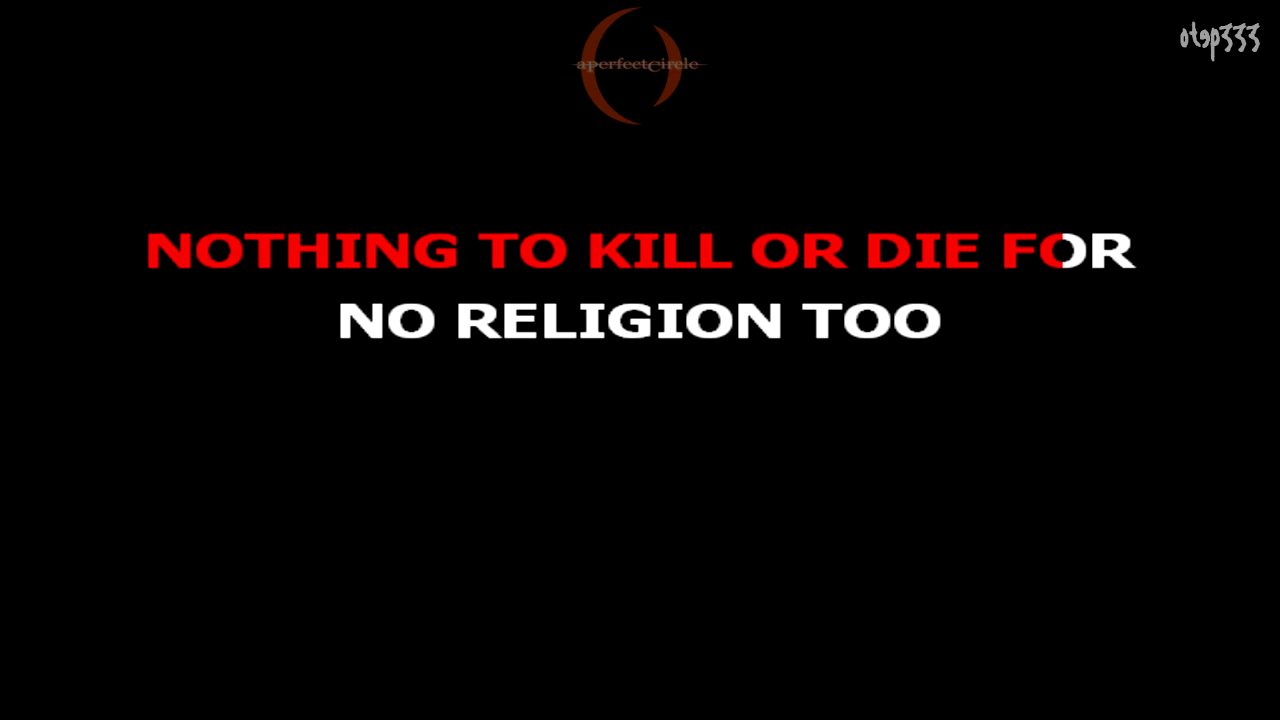 aperfectCircle
otep333
NOTHING TO KILL OR DIE FOR
NO RELIGION TOO